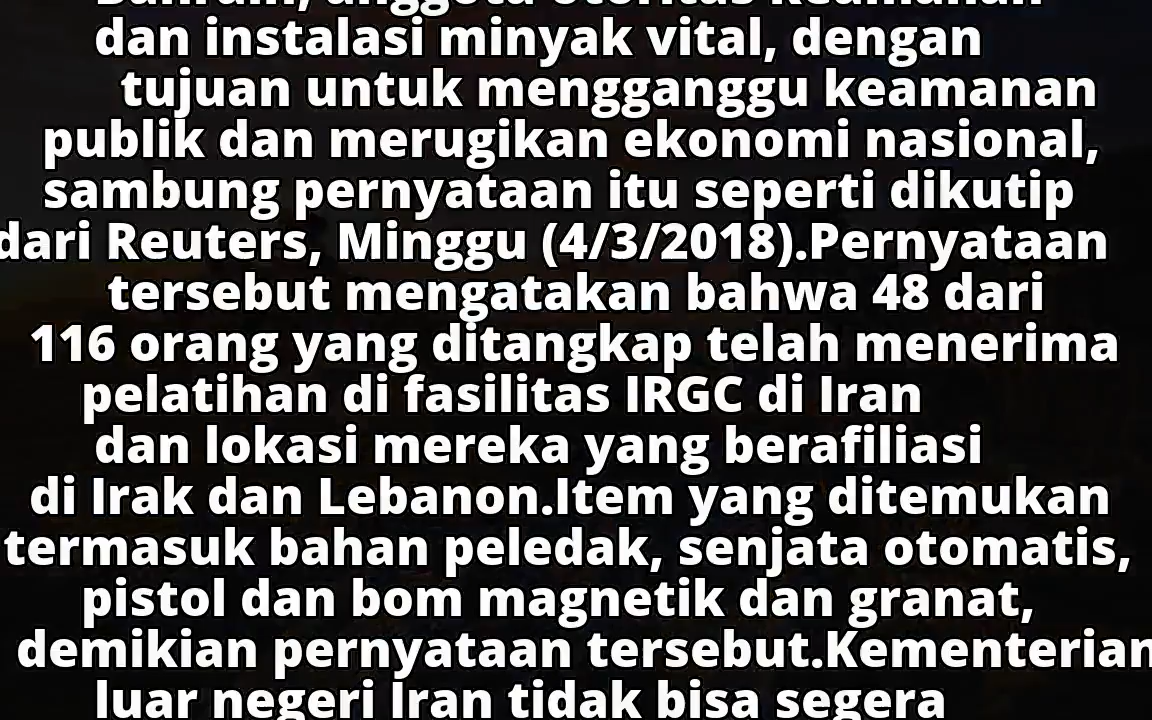 Bahrain, anggota otoritas keamanan
dan instalasi minyak vital, dengan
tujuan untuk mengganggu keamanan
publik dan merugikan ekonomi nasional,
sambung pernyataan itu seperti dikutip
dari Reuters, Minggu (4/3/2018).Pernyataan
tersebut mengatakan bahwa 48 dari
116 orang yang ditangkap telah menerima
pelatihan di fasilitas IRGC di Iran
dan lokasi mereka yang berafiliasi
di Irak dan Lebanon.Item yang ditemukan
termasuk bahan peledak, senjata otomatis,
pistol dan bom magnetik dan granat,
demikian pernyataan tersebut.Kementerian
luar negeri Iran tidak bisa segera